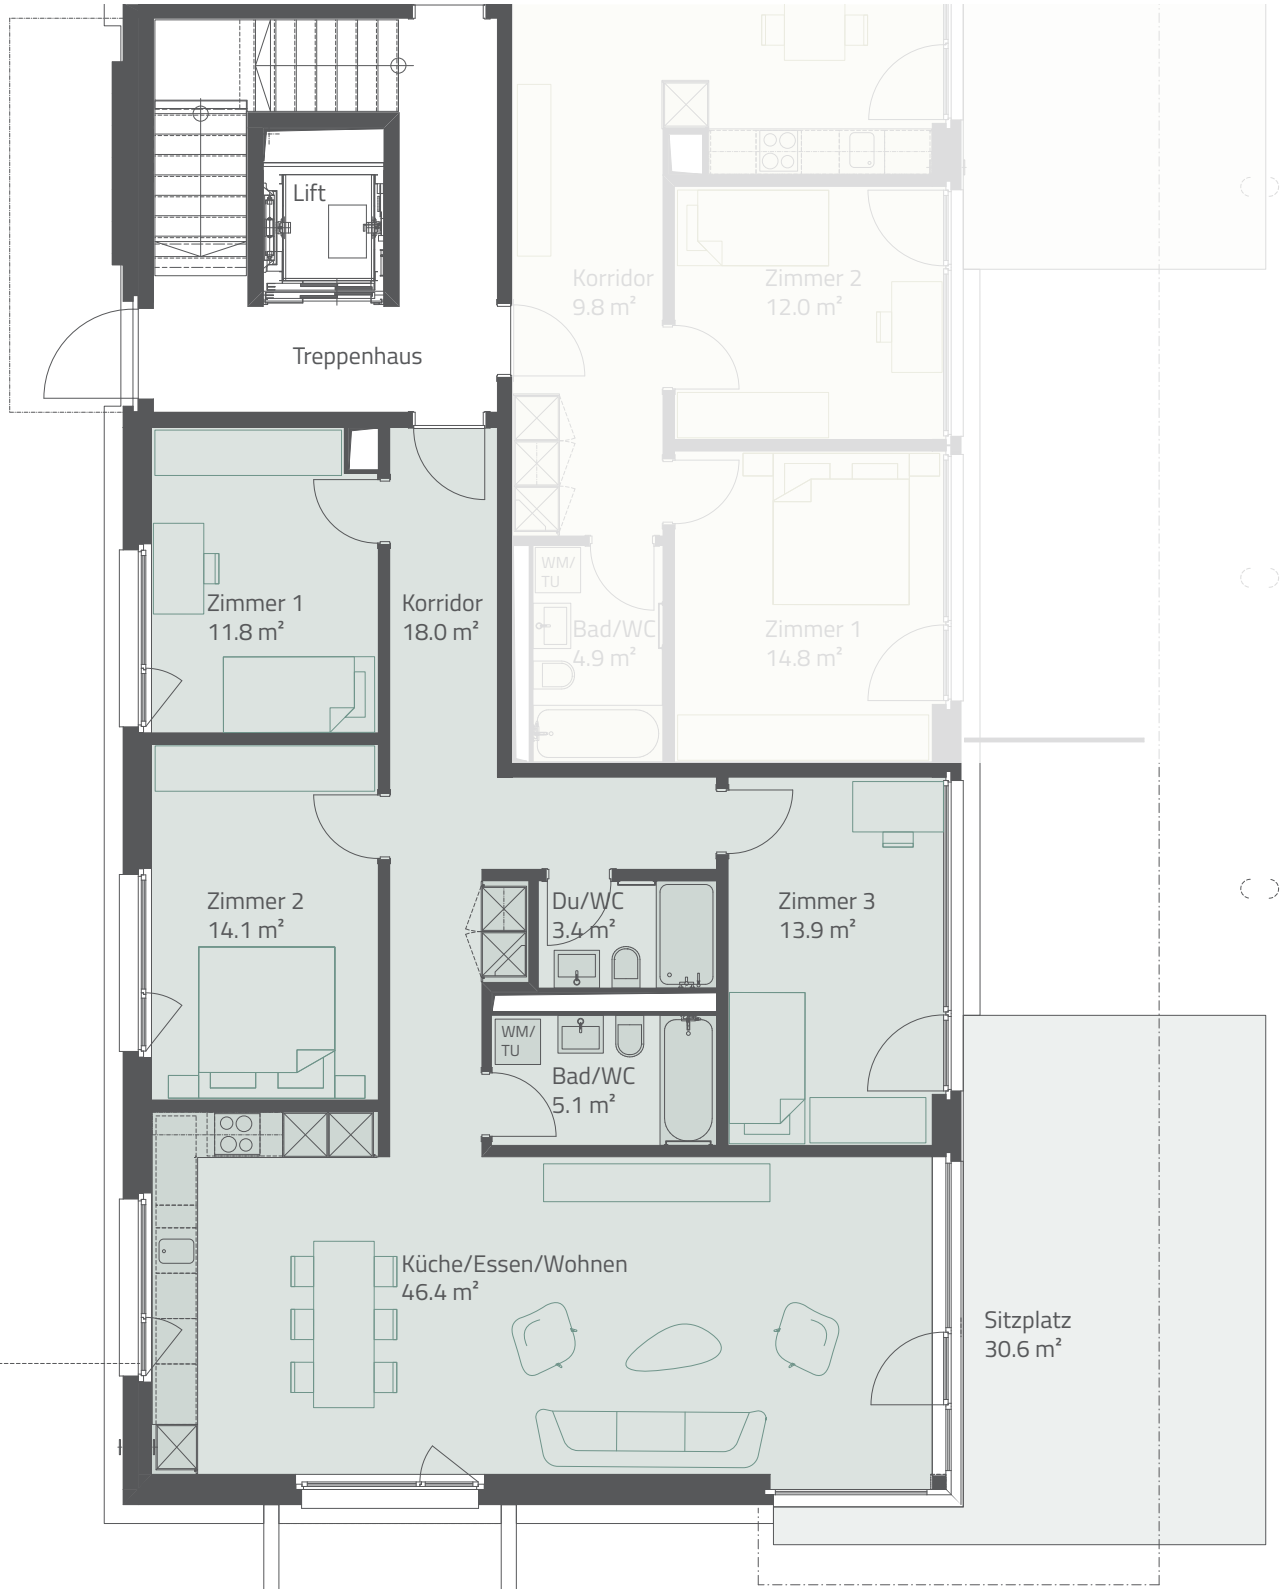 Lift
Treppenhaus
Korridor
9.8 m²
Zimmer 2
12.0 m²
WM/
TU
Bad/WC
4.9 m²
Zimmer 1
14.8 m²
Zimmer 1
11.8 m²
Korridor
18.0 m²
Zimmer 2
14.1 m²
Du/WC
3.4 m²
Zimmer 3
13.9 m²
WM/
TU
Bad/WC
5.1 m²
Küche/Essen/Wohnen
46.4 m²
Sitzplatz
30.6 m²